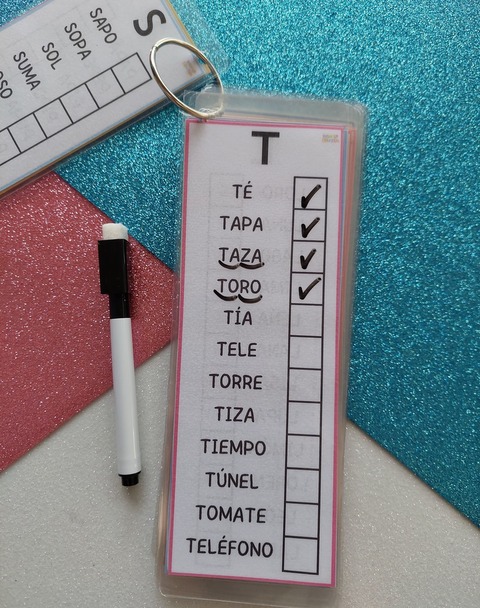 S
SAPO
SOPA
SOL
SUMA
T
TÉ ✓
TAPA ✓
TAZA ✓
TORO ✓
TÍA
TELE
TORRE
TIZA
TIEMPO
TÚNEL
TOMATE
TELÉFONO